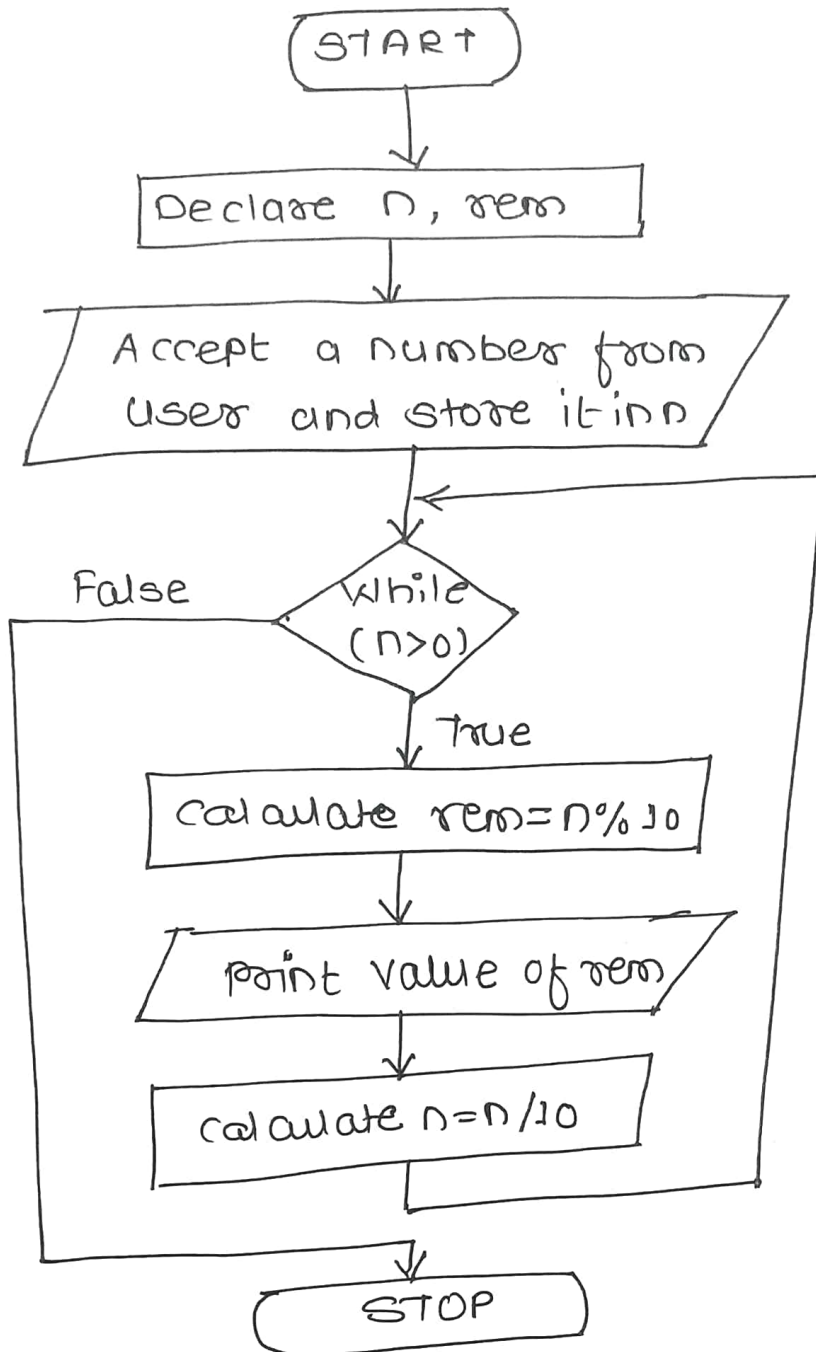 START
Declare n, rem
Accept a number from
user and store it in n
False
While
(n>0)
True
Calculate rem=n%10
print value of rem
Calculate n=n/10
STOP